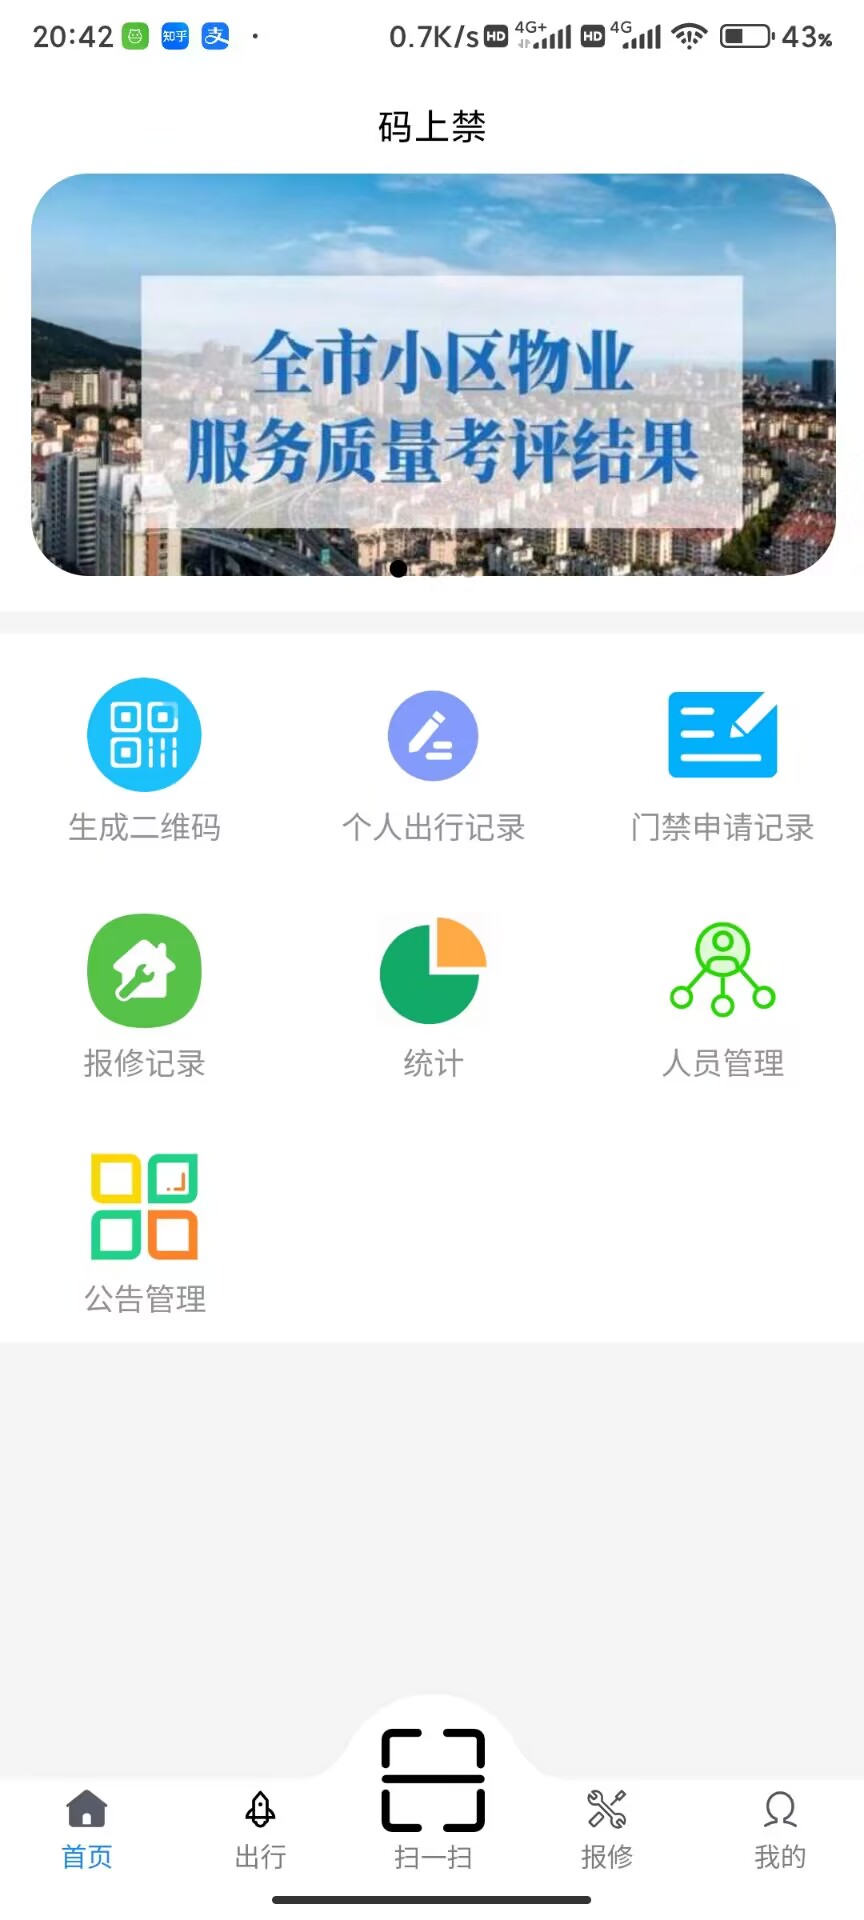 20:42 知乎 支 · 0.7K/s HD 4G+ HD 4G 43%
码上禁
全市小区物业
服务质量考评结果
生成二维码 个人出行记录 门禁申请记录
报修记录 统计 人员管理
公告管理
首页 出行 扫一扫 报修 我的